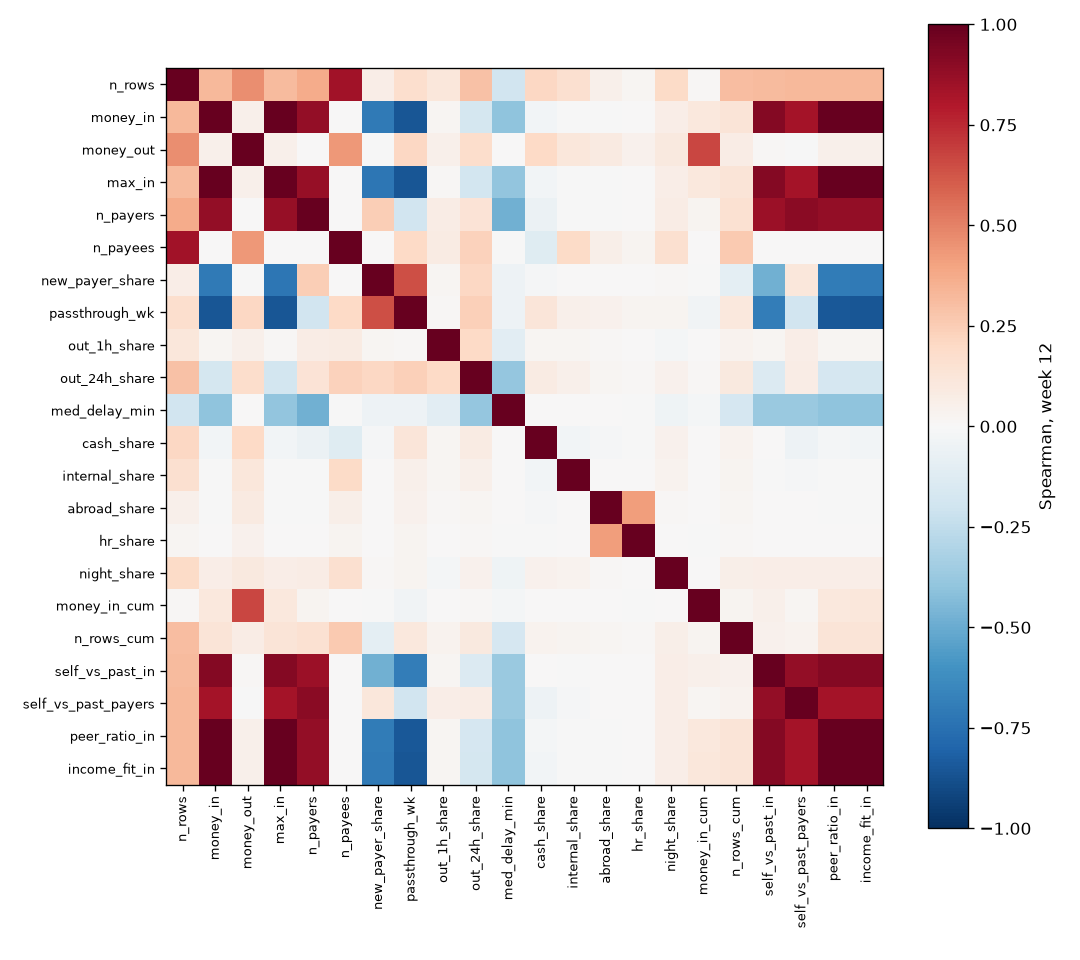 n_rows
money_in
money_out
max_in
n_payers
n_payees
new_payer_share
passthrough_wk
out_1h_share
out_24h_share
med_delay_min
cash_share
internal_share
abroad_share
hr_share
night_share
money_in_cum
n_rows_cum
self_vs_past_in
self_vs_past_payers
peer_ratio_in
income_fit_in
n_rows
money_in
money_out
max_in
n_payers
n_payees
new_payer_share
passthrough_wk
out_1h_share
out_24h_share
med_delay_min
cash_share
internal_share
abroad_share
hr_share
night_share
money_in_cum
n_rows_cum
self_vs_past_in
self_vs_past_payers
peer_ratio_in
income_fit_in
1.00
0.75
0.50
0.25
0.00
−0.25
−0.50
−0.75
−1.00
Spearman, week 12